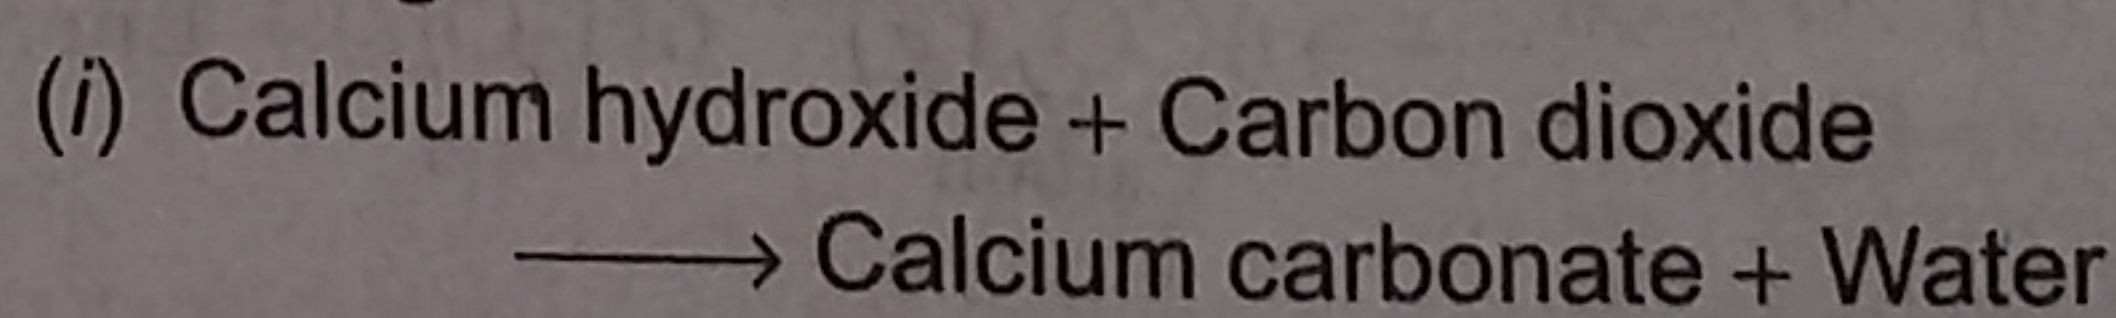 (i) Calcium hydroxide + Carbon dioxide
⟶ Calcium carbonate + Water